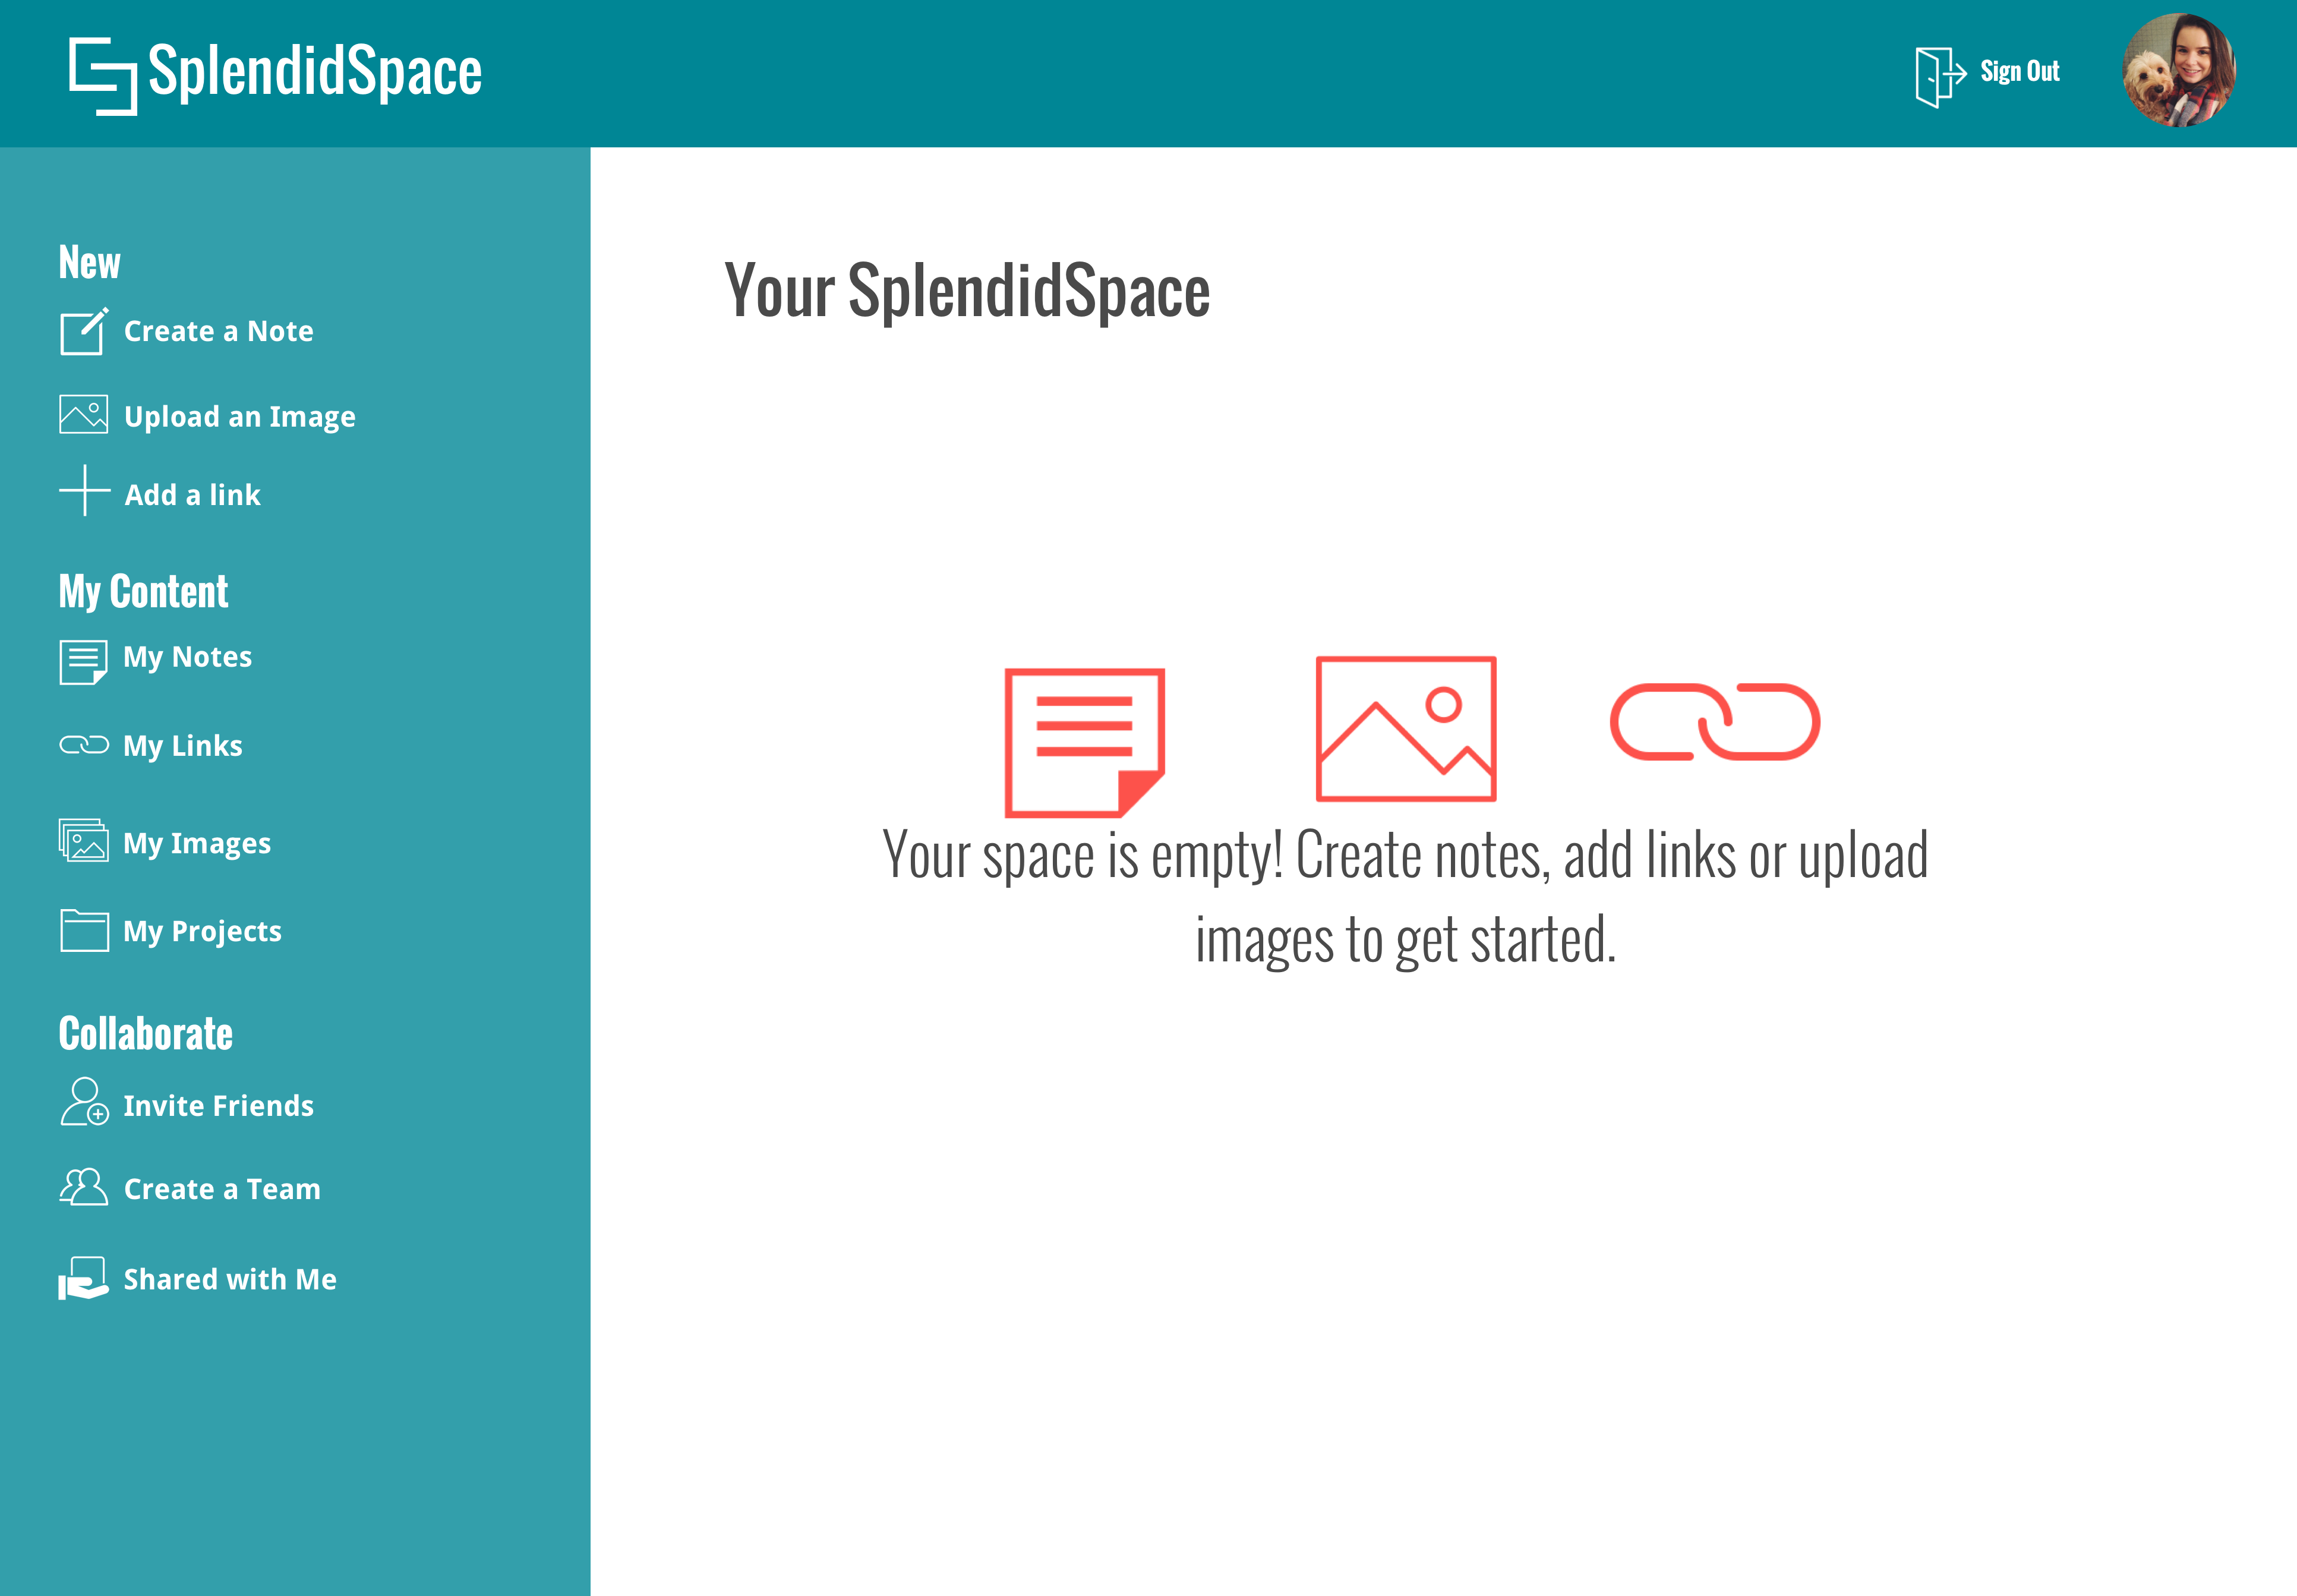 SplendidSpace
Sign Out
New
Create a Note
Upload an Image
Add a link
My Content
My Notes
My Links
My Images
My Projects
Collaborate
Invite Friends
Create a Team
Shared with Me
Your SplendidSpace
Your space is empty! Create notes, add links or upload
images to get started.